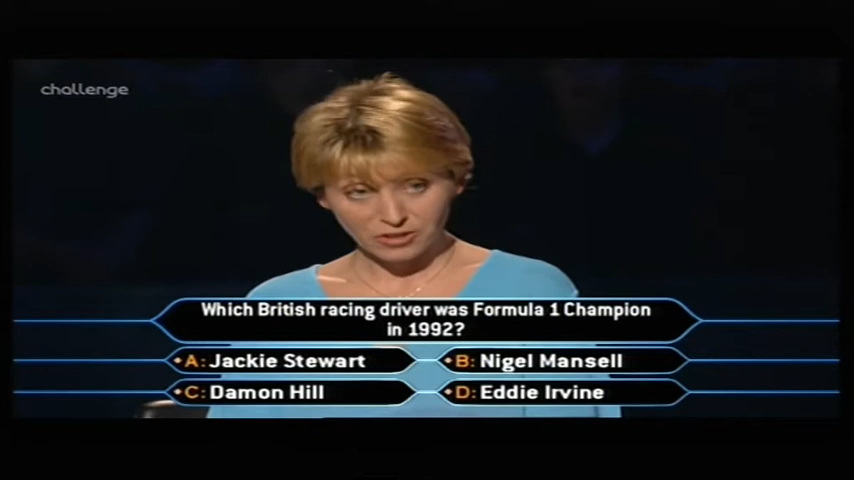 challenge
Which British racing driver was Formula 1 Champion
in 1992?
A: Jackie Stewart
B: Nigel Mansell
C: Damon Hill
D: Eddie Irvine